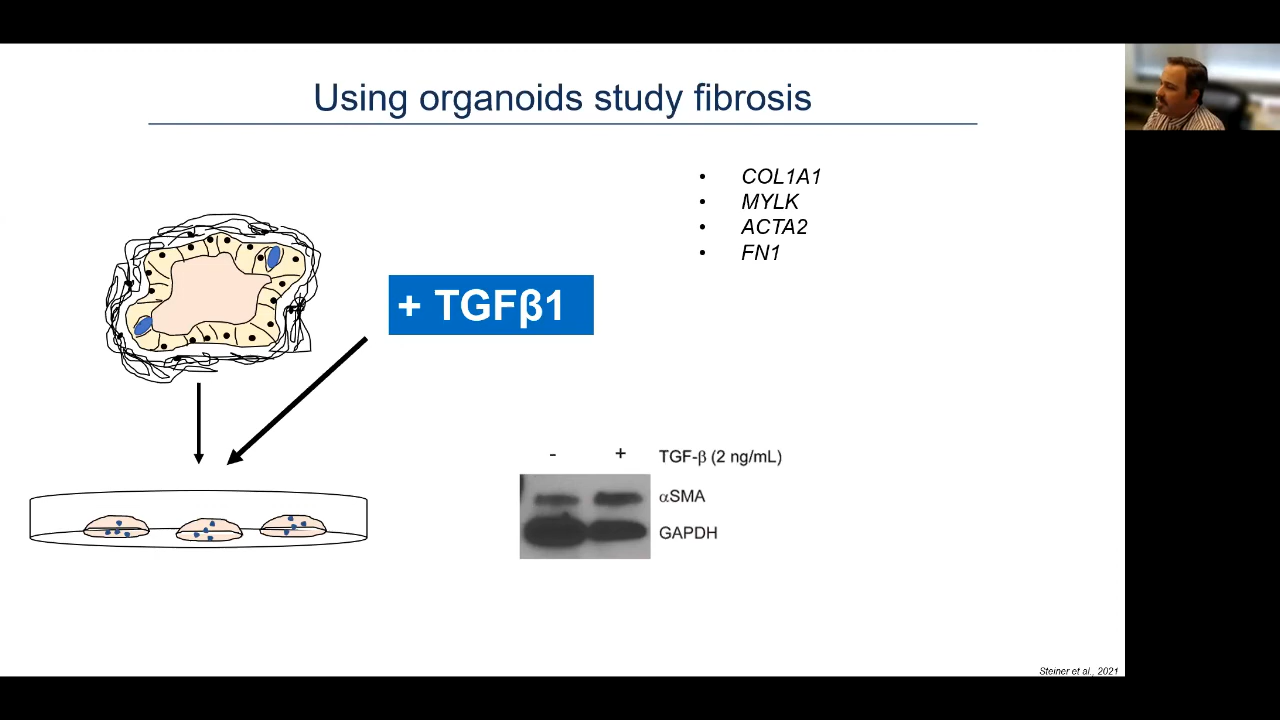 Using organoids study fibrosis
• COL1A1
• MYLK
• ACTA2
• FN1
+ TGFβ1
- + TGF-β (2 ng/mL)
αSMA
GAPDH
Steiner et al., 2021